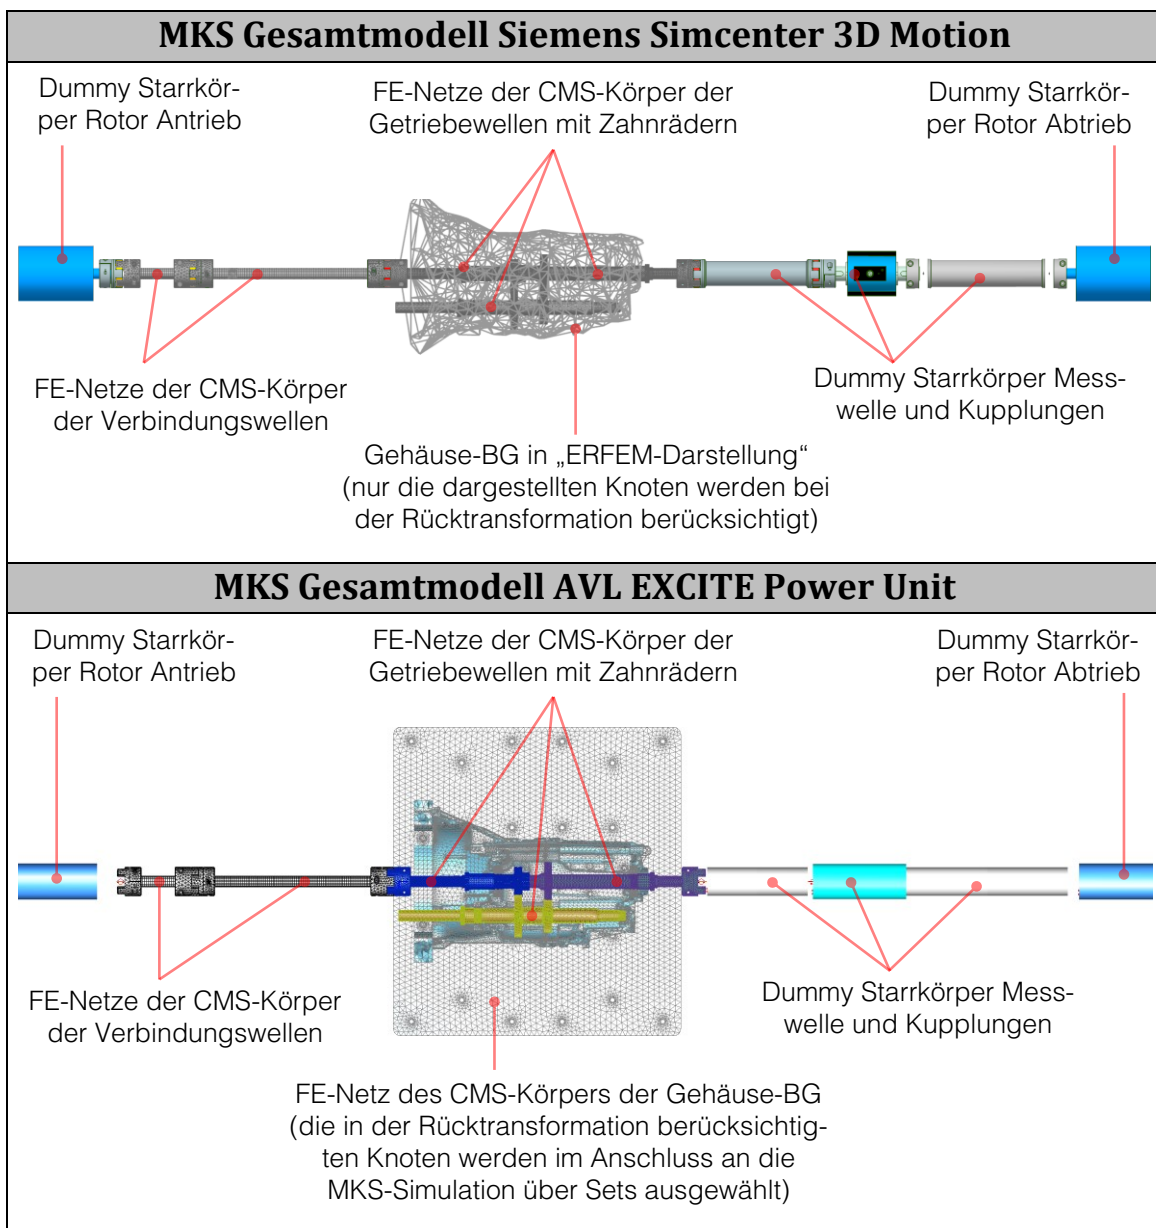 MKS Gesamtmodell Siemens Simcenter 3D Motion
Dummy Starrkör-
per Rotor Antrieb
FE-Netze der CMS-Körper der
Getriebewellen mit Zahnrädern
Dummy Starrkör-
per Rotor Abtrieb
FE-Netze der CMS-Körper
der Verbindungswellen
Dummy Starrkörper Mess-
welle und Kupplungen
Gehäuse-BG in „ERFEM-Darstellung“
(nur die dargestellten Knoten werden bei
der Rücktransformation berücksichtigt)
MKS Gesamtmodell AVL EXCITE Power Unit
Dummy Starrkör-
per Rotor Antrieb
FE-Netze der CMS-Körper der
Getriebewellen mit Zahnrädern
Dummy Starrkör-
per Rotor Abtrieb
FE-Netze der CMS-Körper
der Verbindungswellen
Dummy Starrkörper Mess-
welle und Kupplungen
FE-Netz des CMS-Körpers der Gehäuse-BG
(die in der Rücktransformation berücksichtig-
ten Knoten werden im Anschluss an die
MKS-Simulation über Sets ausgewählt)